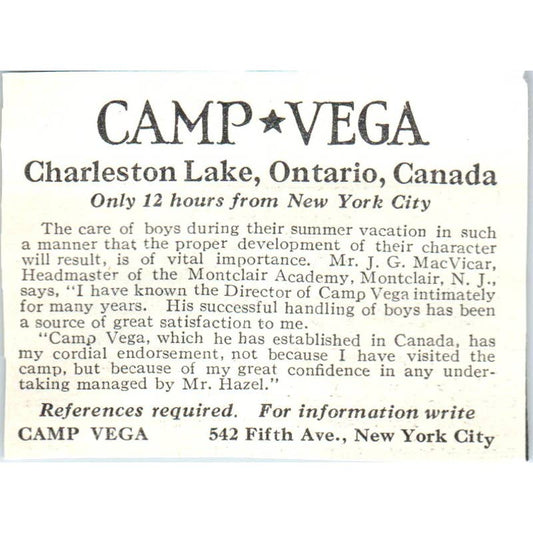 CAMP★VEGA
Charleston Lake, Ontario, Canada
Only 12 hours from New York City
The care of boys during their summer vacation in such
a manner that the proper development of their character
will result, is of vital importance. Mr. J. G. MacVicar,
Headmaster of the Montclair Academy, Montclair, N. J.,
says, "I have known the Director of Camp Vega intimately
for many years. His successful handling of boys has been
a source of great satisfaction to me.
"Camp Vega, which he has established in Canada, has
my cordial endorsement, not because I have visited the
camp, but because of my great confidence in any under-
taking managed by Mr. Hazel."
References required. For information write
CAMP VEGA 542 Fifth Ave., New York City